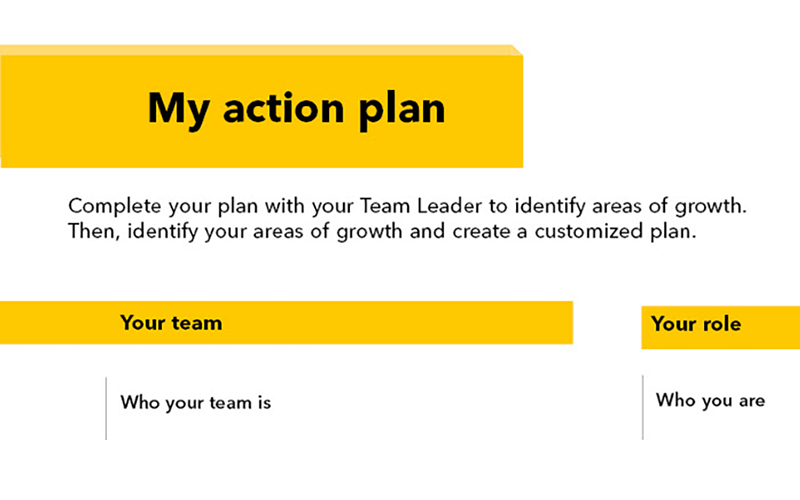 My action plan
Complete your plan with your Team Leader to identify areas of growth.
Then, identify your areas of growth and create a customized plan.
Your team
Your role
Who your team is
Who you are